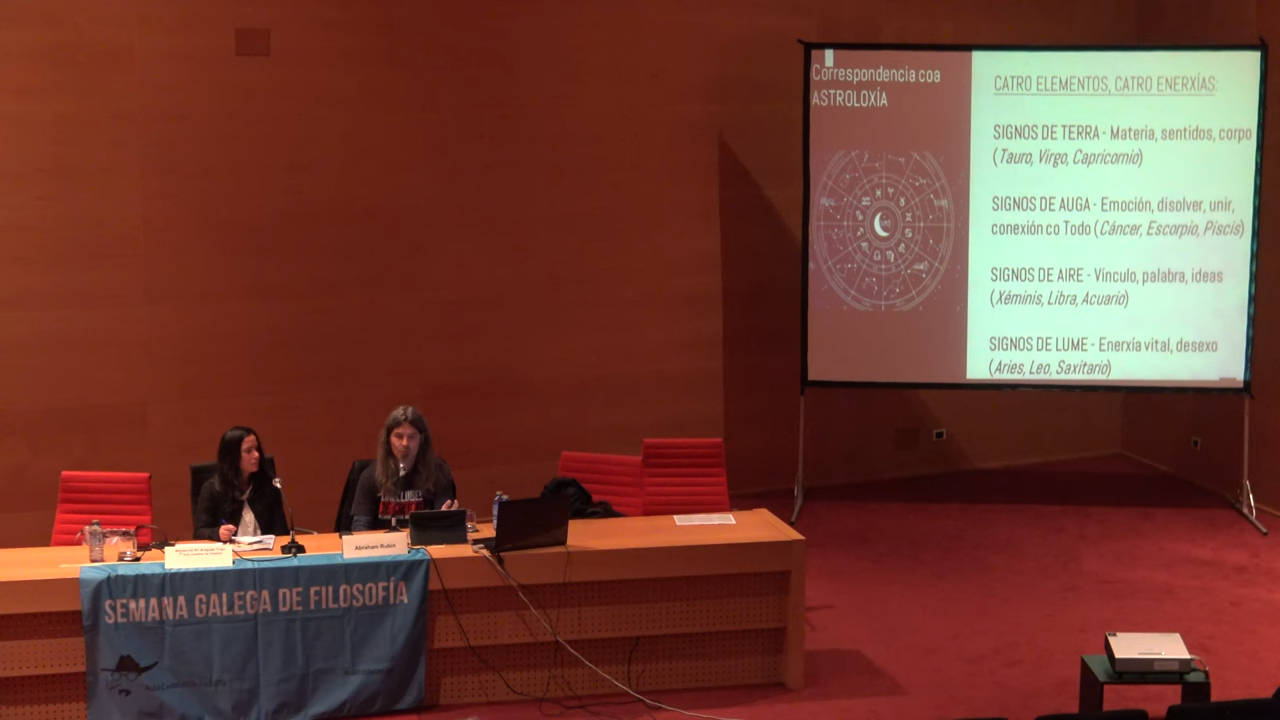 Correspondencia coa
ASTROLOXÍA
CATRO ELEMENTOS, CATRO ENERXÍAS:
SIGNOS DE TERRA - Materia, sentidos, corpo
(Tauro, Virgo, Capricornio)
SIGNOS DE AUGA - Emoción, disolver, unir,
conexión co Todo (Cáncer, Escorpio, Piscis)
SIGNOS DE AIRE - Vínculo, palabra, ideas
(Xéminis, Libra, Acuario)
SIGNOS DE LUME - Enerxía vital, desexo
(Aries, Leo, Saxitario)
Abraham Rubín
SEMANA GALEGA DE FILOSOFÍA